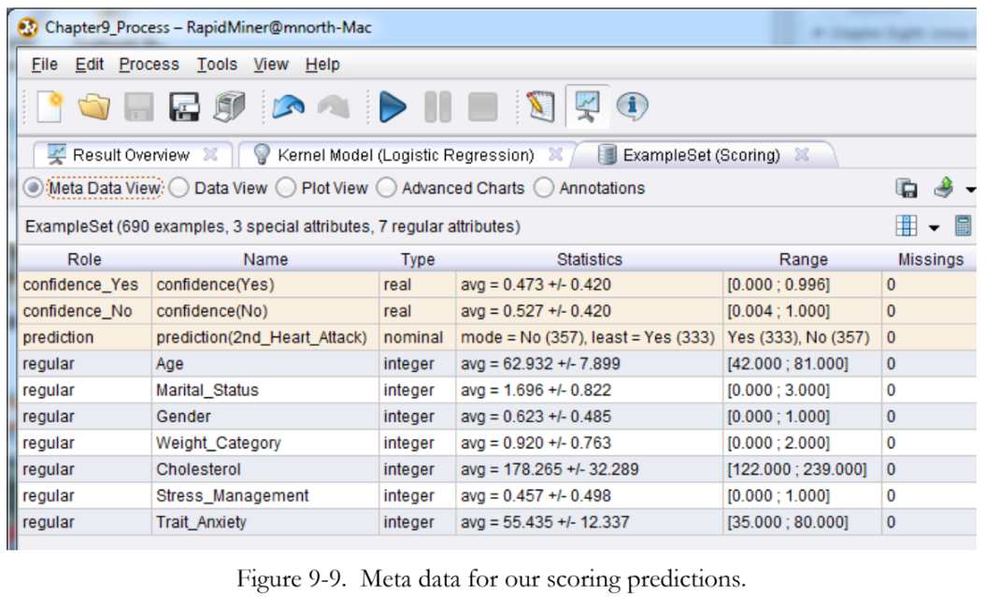 Chapter9_Process – RapidMiner@mnorth-Mac
File Edit Process Tools View Help
Result Overview Kernel Model (Logistic Regression) ExampleSet (Scoring)
Meta Data View Data View Plot View Advanced Charts Annotations
ExampleSet (690 examples, 3 special attributes, 7 regular attributes)
Role Name Type Statistics Range Missings
confidence_Yes confidence(Yes) real avg = 0.473 +/- 0.420 [0.000 ; 0.996] 0
confidence_No confidence(No) real avg = 0.527 +/- 0.420 [0.004 ; 1.000] 0
prediction prediction(2nd_Heart_Attack) nominal mode = No (357), least = Yes (333) Yes (333), No (357) 0
regular Age integer avg = 62.932 +/- 7.899 [42.000 ; 81.000] 0
regular Marital_Status integer avg = 1.696 +/- 0.822 [0.000 ; 3.000] 0
regular Gender integer avg = 0.623 +/- 0.485 [0.000 ; 1.000] 0
regular Weight_Category integer avg = 0.920 +/- 0.763 [0.000 ; 2.000] 0
regular Cholesterol integer avg = 178.265 +/- 32.289 [122.000 ; 239.000] 0
regular Stress_Management integer avg = 0.457 +/- 0.498 [0.000 ; 1.000] 0
regular Trait_Anxiety integer avg = 55.435 +/- 12.337 [35.000 ; 80.000] 0
Figure 9-9. Meta data for our scoring predictions.